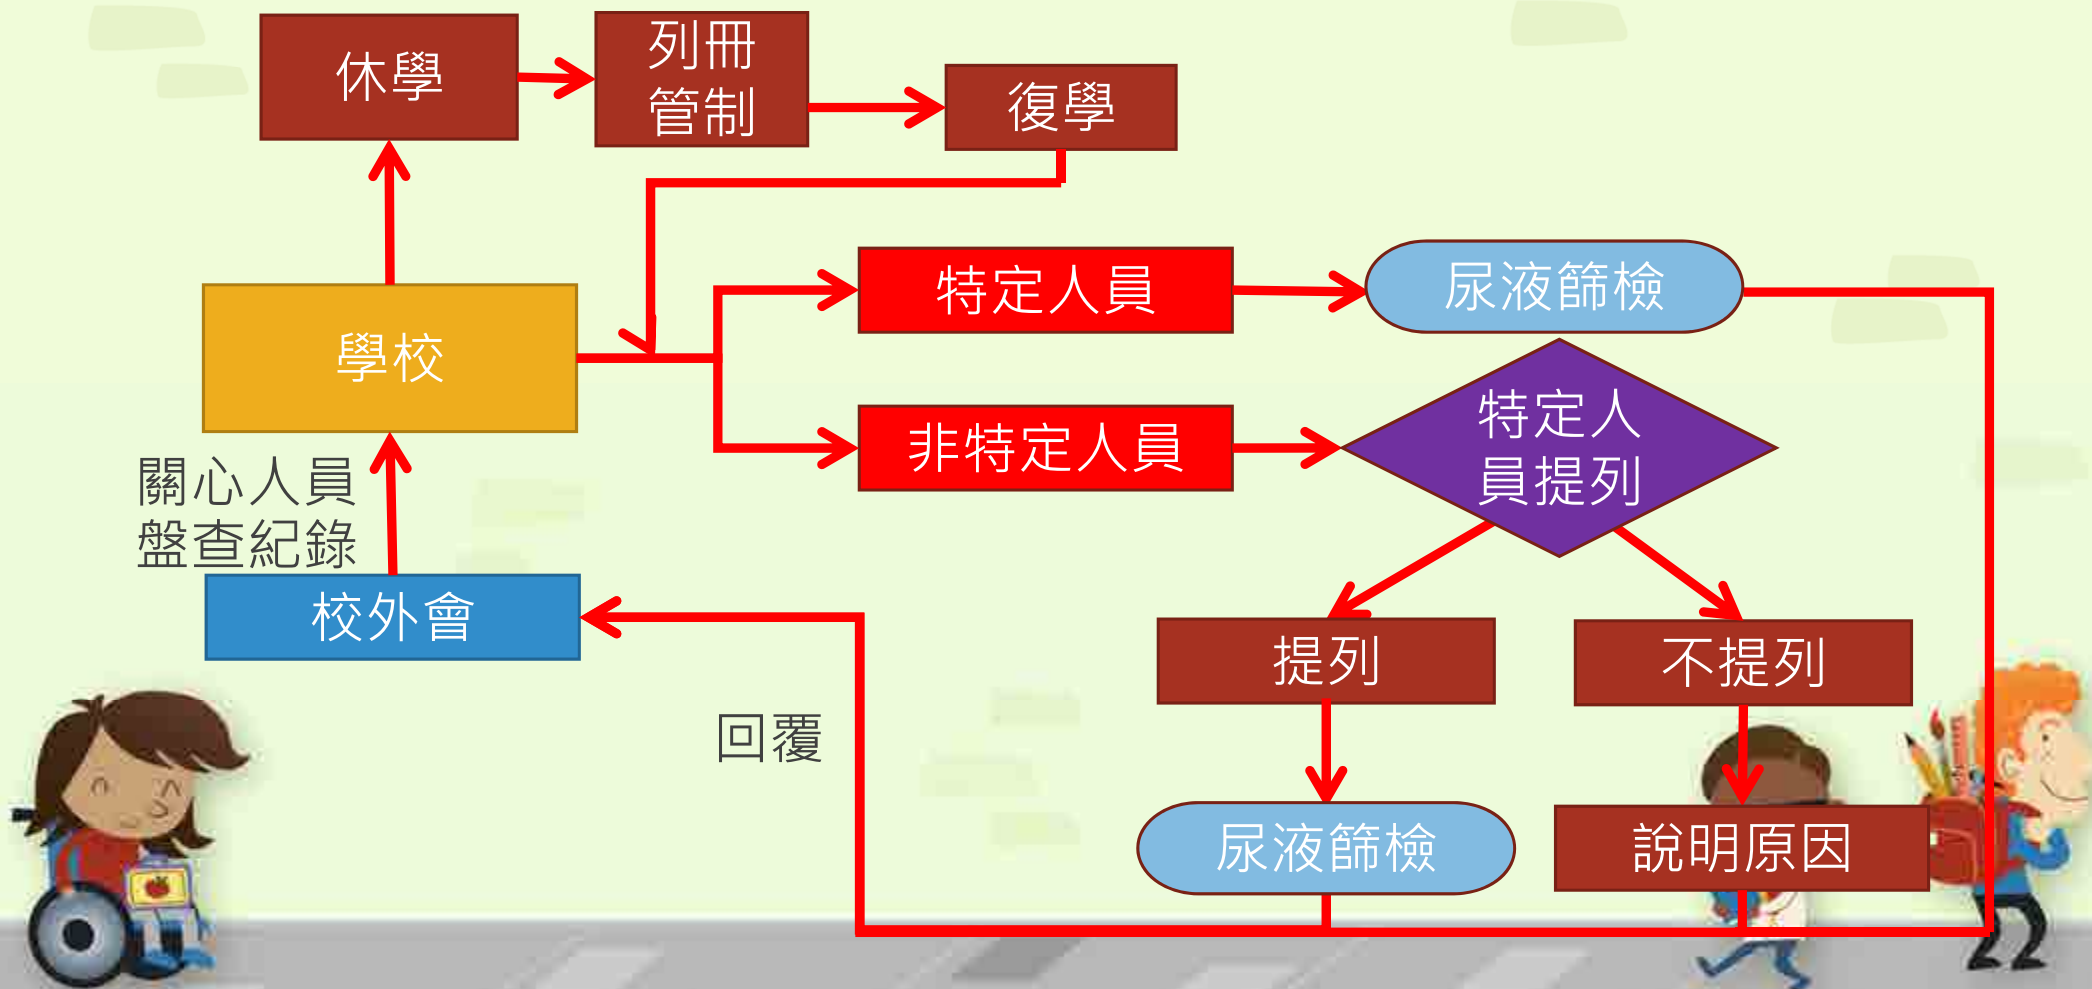 休學
列冊
管制
復學
學校
特定人員
尿液篩檢
非特定人員
特定人
員提列
關心人員
盤查紀錄
校外會
提列
不提列
回覆
尿液篩檢
說明原因